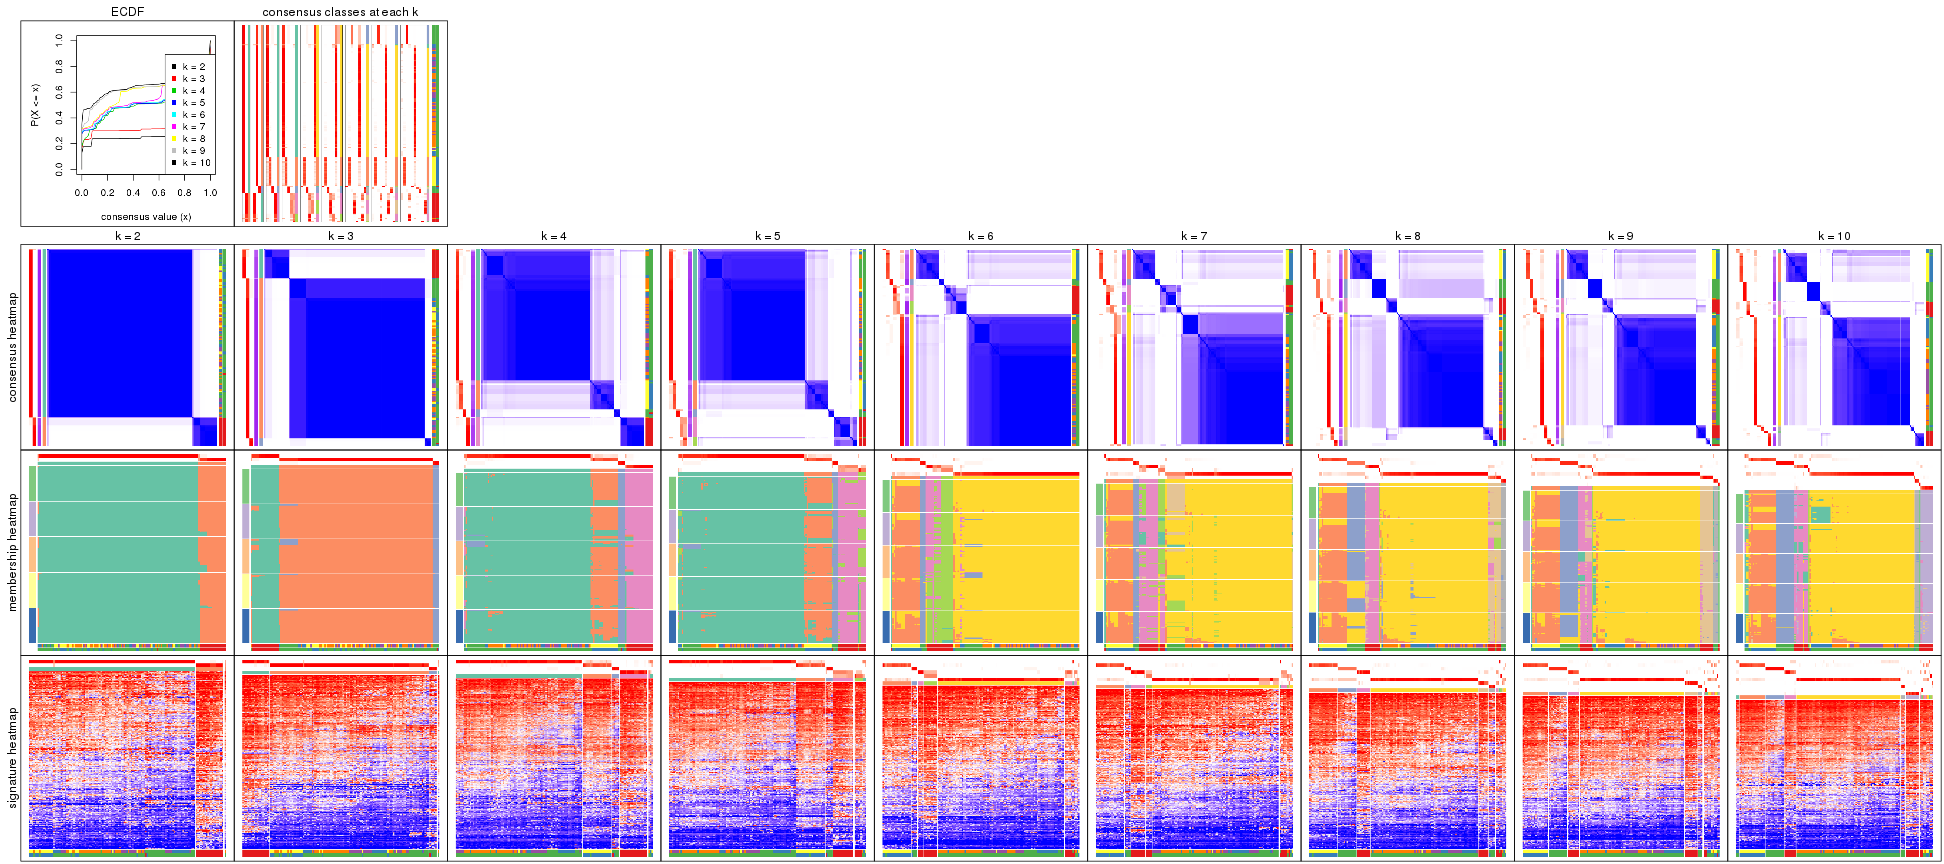 ECDF
consensus classes at each k
P(X <= x)
0.0
0.2
0.4
0.6
0.8
1.0
k = 2
k = 3
k = 4
k = 5
k = 6
k = 7
k = 8
k = 9
k = 10
0.0 0.2 0.4 0.6 0.8 1.0
consensus value (x)
k = 2
k = 3
k = 4
k = 5
k = 6
k = 7
k = 8
k = 9
k = 10
consensus heatmap
membership heatmap
signature heatmap